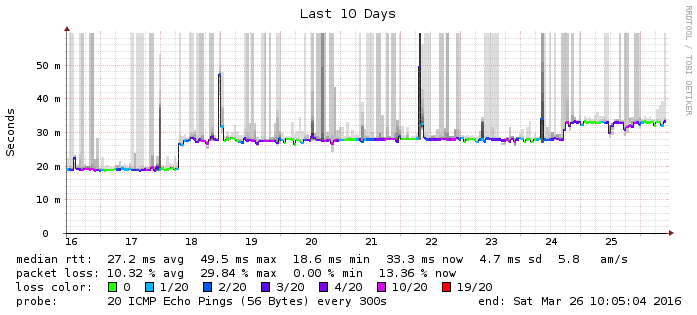 Last 10 Days
RRDTOOL / TOBI OETIKER
Seconds
50 m
40 m
30 m
20 m
10 m
0
16 17 18 19 20 21 22 23 24 25
median rtt: 27.2 ms avg 49.5 ms max 18.6 ms min 33.3 ms now 4.7 ms sd 5.8 am/s
packet loss: 10.32 % avg 29.84 % max 0.00 % min 13.36 % now
loss color: 0 1/20 2/20 3/20 4/20 10/20 19/20
probe: 20 ICMP Echo Pings (56 Bytes) every 300s end: Sat Mar 26 10:05:04 2016